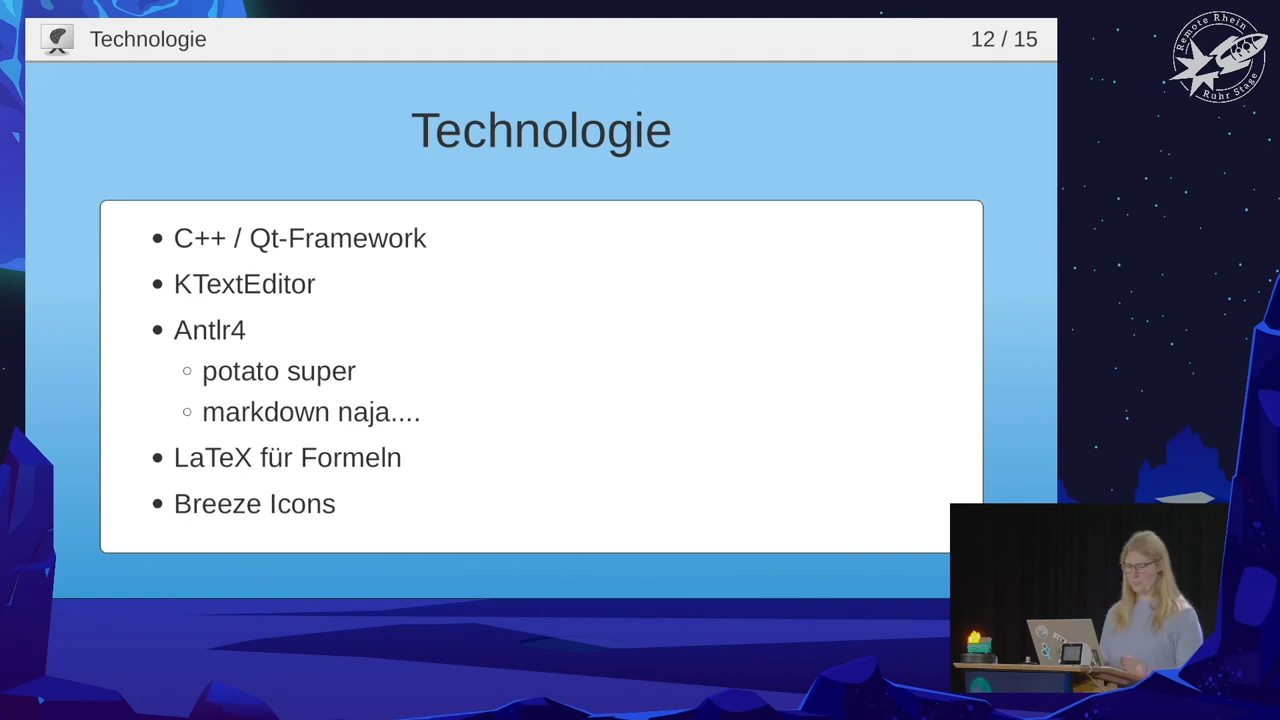 Technologie
12 / 15
Remote Rhein
Ruhr Stage
Technologie
C++ / Qt-Framework
KTextEditor
Antlr4
potato super
markdown naja....
LaTeX für Formeln
Breeze Icons